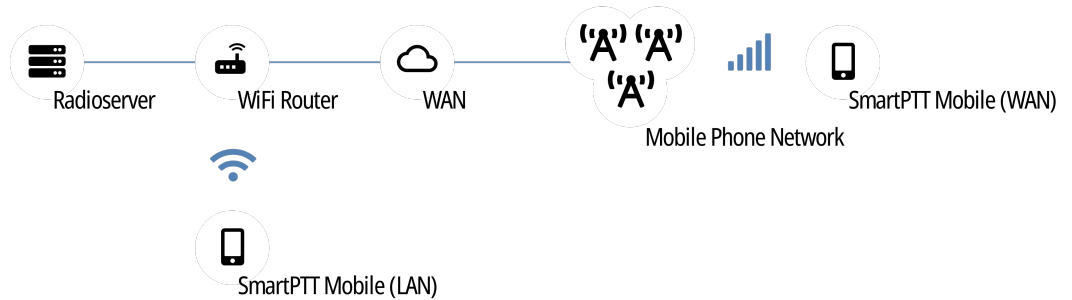 Radioserver
WiFi Router
WAN
SmartPTT Mobile (WAN)
Mobile Phone Network
SmartPTT Mobile (LAN)